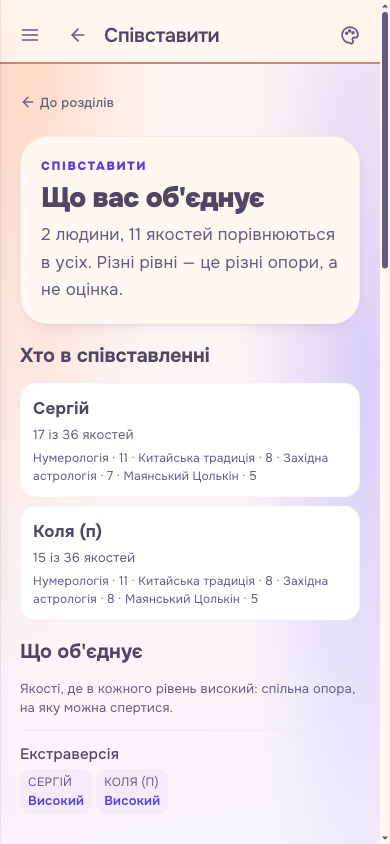 Співставити
До розділів
СПІВСТАВИТИ
Що вас об'єднує
2 людини, 11 якостей порівнюються
в усіх. Різні рівні — це різні опори, а
не оцінка.
Хто в співставленні
Сергій
17 із 36 якостей
Нумерологія · 11 · Китайська традиція · 8 · Західна
астрологія · 7 · Маянський Цолькін · 5
Коля (п)
15 із 36 якостей
Нумерологія · 11 · Китайська традиція · 8 · Західна
астрологія · 8 · Маянський Цолькін · 5
Що об'єднує
Якості, де в кожного рівень високий: спільна опора,
на яку можна спертися.
Екстраверсія
СЕРГІЙ КОЛЯ (П)
Високий Високий